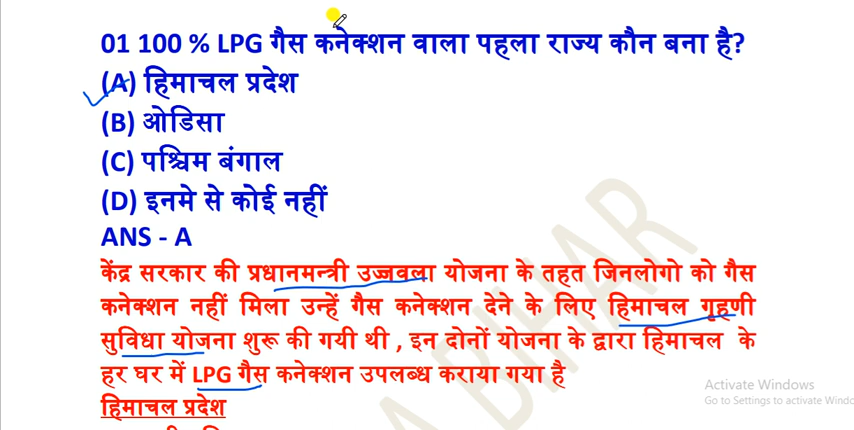 01 100 % LPG गैस कनेक्शन वाला पहला राज्य कौन बना है?
(A) हिमाचल प्रदेश
(B) ओडिसा
(C) पश्चिम बंगाल
(D) इनमे से कोई नहीं
ANS - A
केंद्र सरकार की प्रधानमन्त्री उज्जवला योजना के तहत जिनलोगो को गैस
कनेक्शन नहीं मिला उन्हें गैस कनेक्शन देने के लिए हिमाचल गृहणी
सुविधा योजना शुरू की गयी थी , इन दोनों योजना के द्वारा हिमाचल के
हर घर में LPG गैस कनेक्शन उपलब्ध कराया गया है
हिमाचल प्रदेश
BIHAR
Activate Windows
Go to Settings to activate Windows